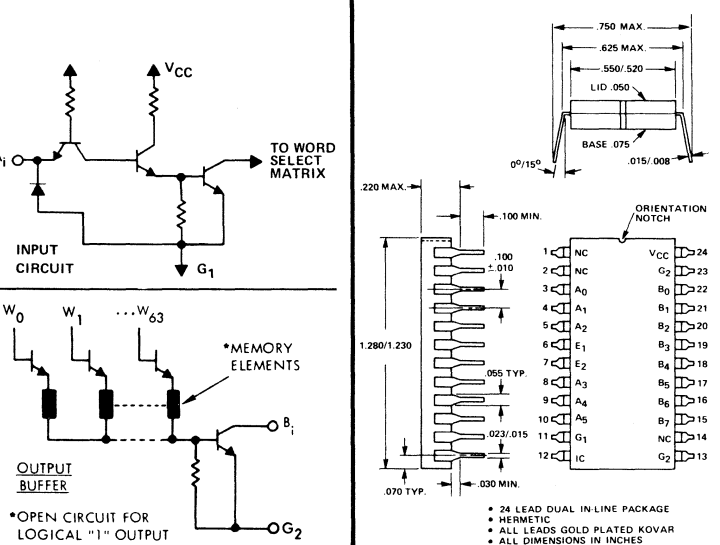 VCC
Ai
TO WORD
SELECT
MATRIX
INPUT
CIRCUIT
G1
W0 W1 ...W63
*MEMORY
ELEMENTS
Bi
OUTPUT
BUFFER
G2
*OPEN CIRCUIT FOR
LOGICAL "1" OUTPUT
.750 MAX.
.625 MAX.
.550/.520
LID .050
BASE .075
0°/15°
.015/.008
.220 MAX.
.100 MIN.
ORIENTATION
NOTCH
.100
±.010
1.280/1.230
.055 TYP.
.023/.015
.070 TYP.
.030 MIN.
1 NC VCC 24
2 NC G2 23
3 A0 B0 22
4 A1 B1 21
5 A2 B2 20
6 E1 B3 19
7 E2 B4 18
8 A3 B5 17
9 A4 B6 16
10 A5 B7 15
11 G1 NC 14
12 IC G2 13
• 24 LEAD DUAL IN-LINE PACKAGE
• HERMETIC
• ALL LEADS GOLD PLATED KOVAR
• ALL DIMENSIONS IN INCHES